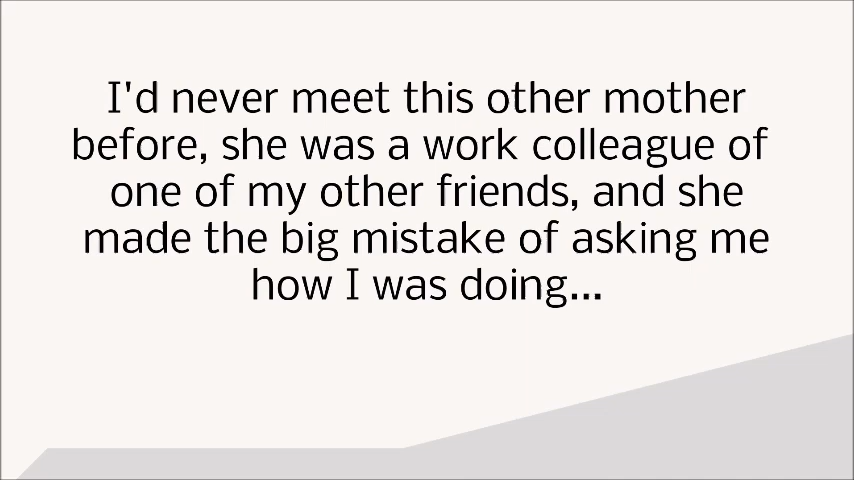 I'd never meet this other mother
before, she was a work colleague of
one of my other friends, and she
made the big mistake of asking me
how I was doing...